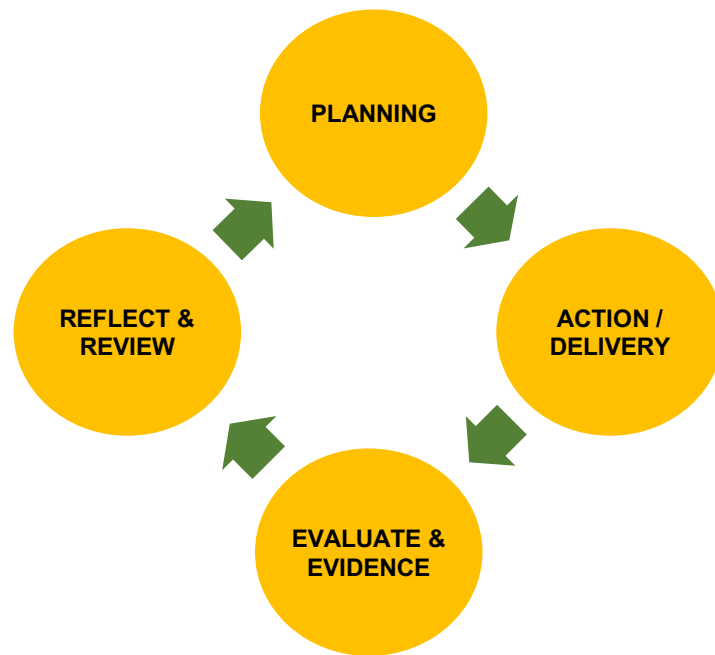 PLANNING
ACTION /
DELIVERY
EVALUATE &
EVIDENCE
REFLECT &
REVIEW